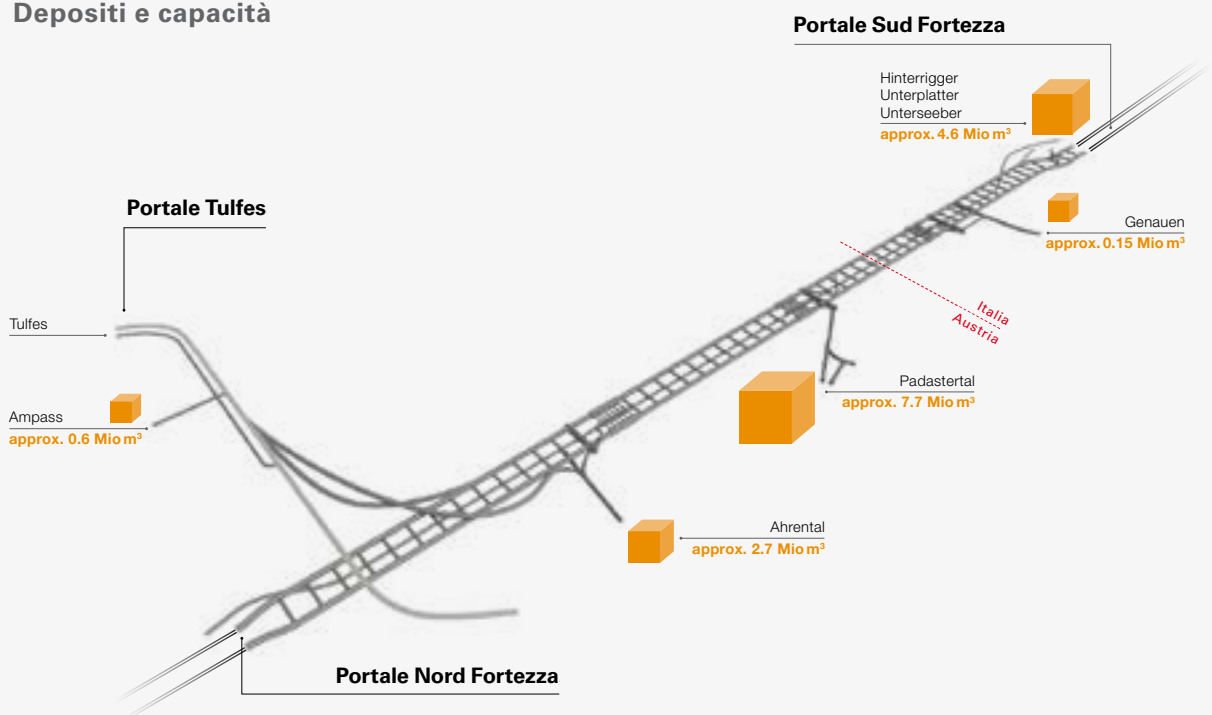 Depositi e capacità
Portale Sud Fortezza
Hinterrigger
Unterplatter
Unterseeber
approx. 4.6 Mio m³
Portale Tulfes
Genauen
approx. 0.15 Mio m³
Italia
Austria
Tulfes
Padastertal
approx. 7.7 Mio m³
Ampass
approx. 0.6 Mio m³
Ahrental
approx. 2.7 Mio m³
Portale Nord Fortezza